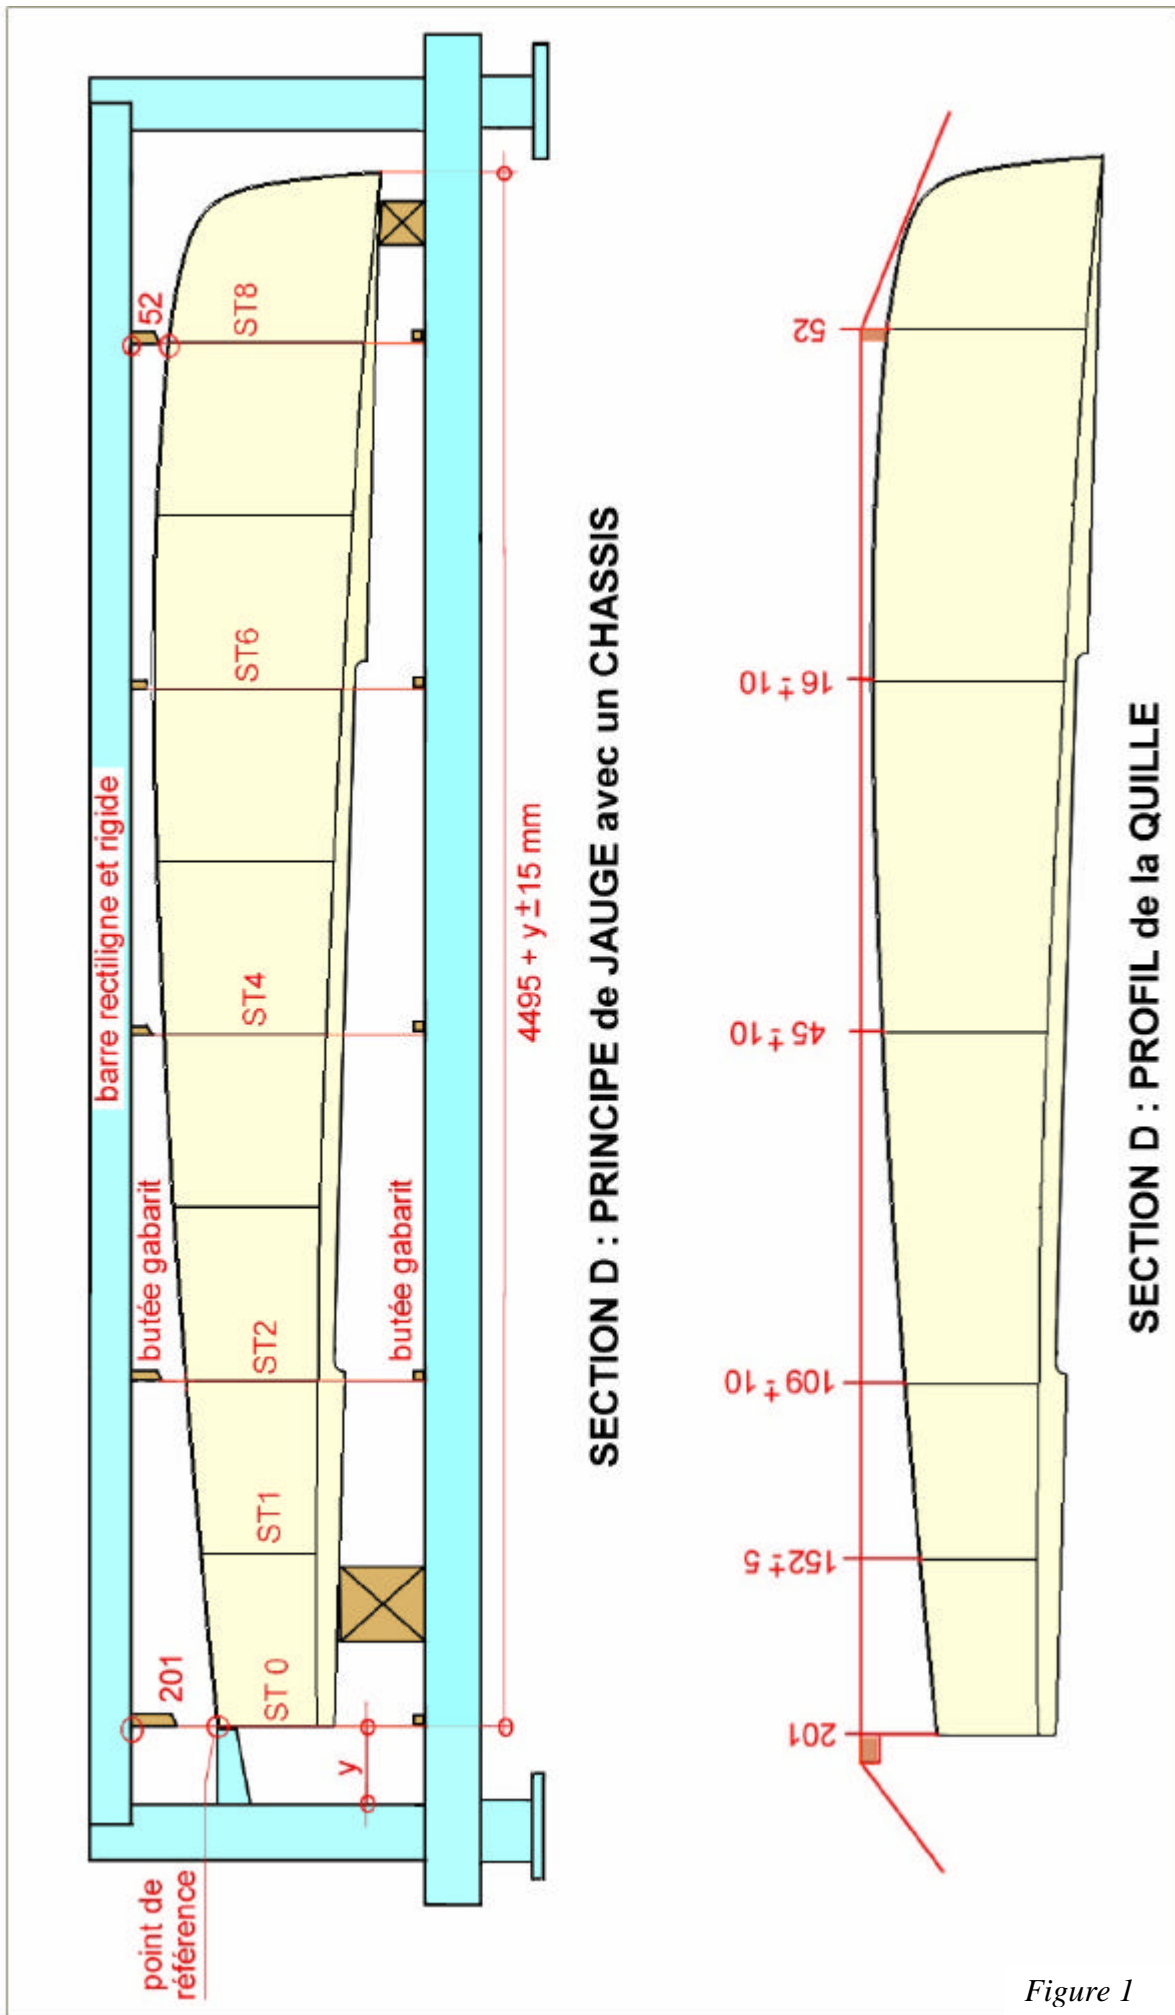 barre rectiligne et rigide
52
ST8
ST6
ST4
ST2
ST1
ST 0
201
butée gabarit
butée gabarit
y
point de
référence
4495 + y ± 15 mm
SECTION D : PRINCIPE de JAUGE avec un CHASSIS
201
152 ± 5
109 ± 10
45 ± 10
16 ± 10
52
SECTION D : PROFIL de la QUILLE
Figure 1